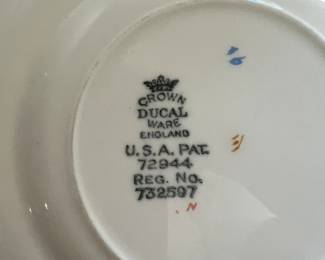 CROWN
DUCAL
WARE
ENGLAND
U.S.A. PAT.
72944
REG. NO.
732597